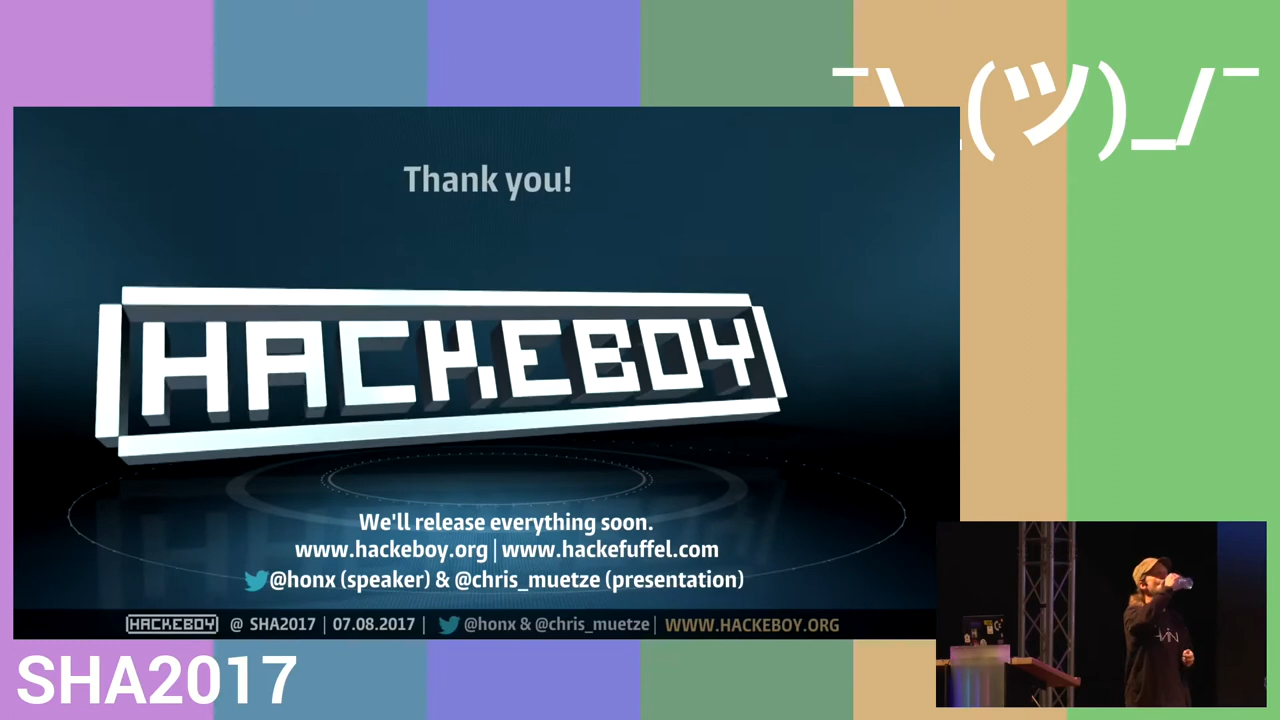 ¯\_(ツ)_/¯
Thank you!
HACKEBOY
We'll release everything soon.
www.hackeboy.org | www.hackefuffel.com
@honx (speaker) & @chris_muetze (presentation)
HACKEBOY @ SHA2017 | 07.08.2017 | @honx & @chris_muetze | WWW.HACKEBOY.ORG
SHA2017